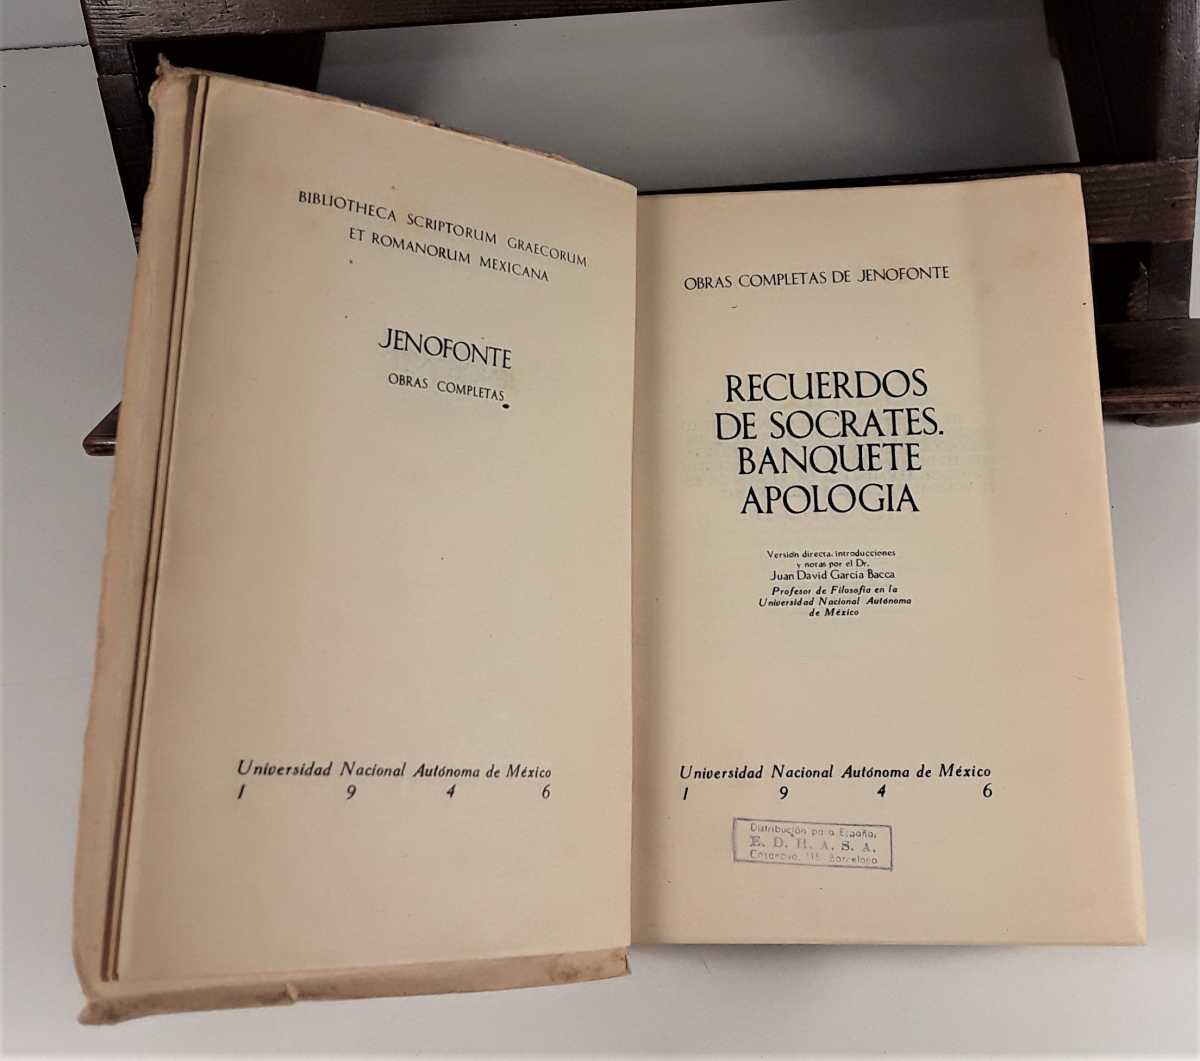 BIBLIOTHECA SCRIPTORUM GRAECORUM
ET ROMANORUM MEXICANA
JENOFONTE
OBRAS COMPLETAS
Universidad Nacional Autónoma de México
1 9 4 6
OBRAS COMPLETAS DE JENOFONTE
RECUERDOS
DE SOCRATES.
BANQUETE
APOLOGIA
Versión directa, introducciones
y notas por el Dr.
Juan David García Bacca
Profesor de Filosofía en la
Universidad Nacional Autónoma
de México
Universidad Nacional Autónoma de México
1 9 4 6
Distribución para España,
E. D. H. A. S. A.
Casanova, 115, Barcelona